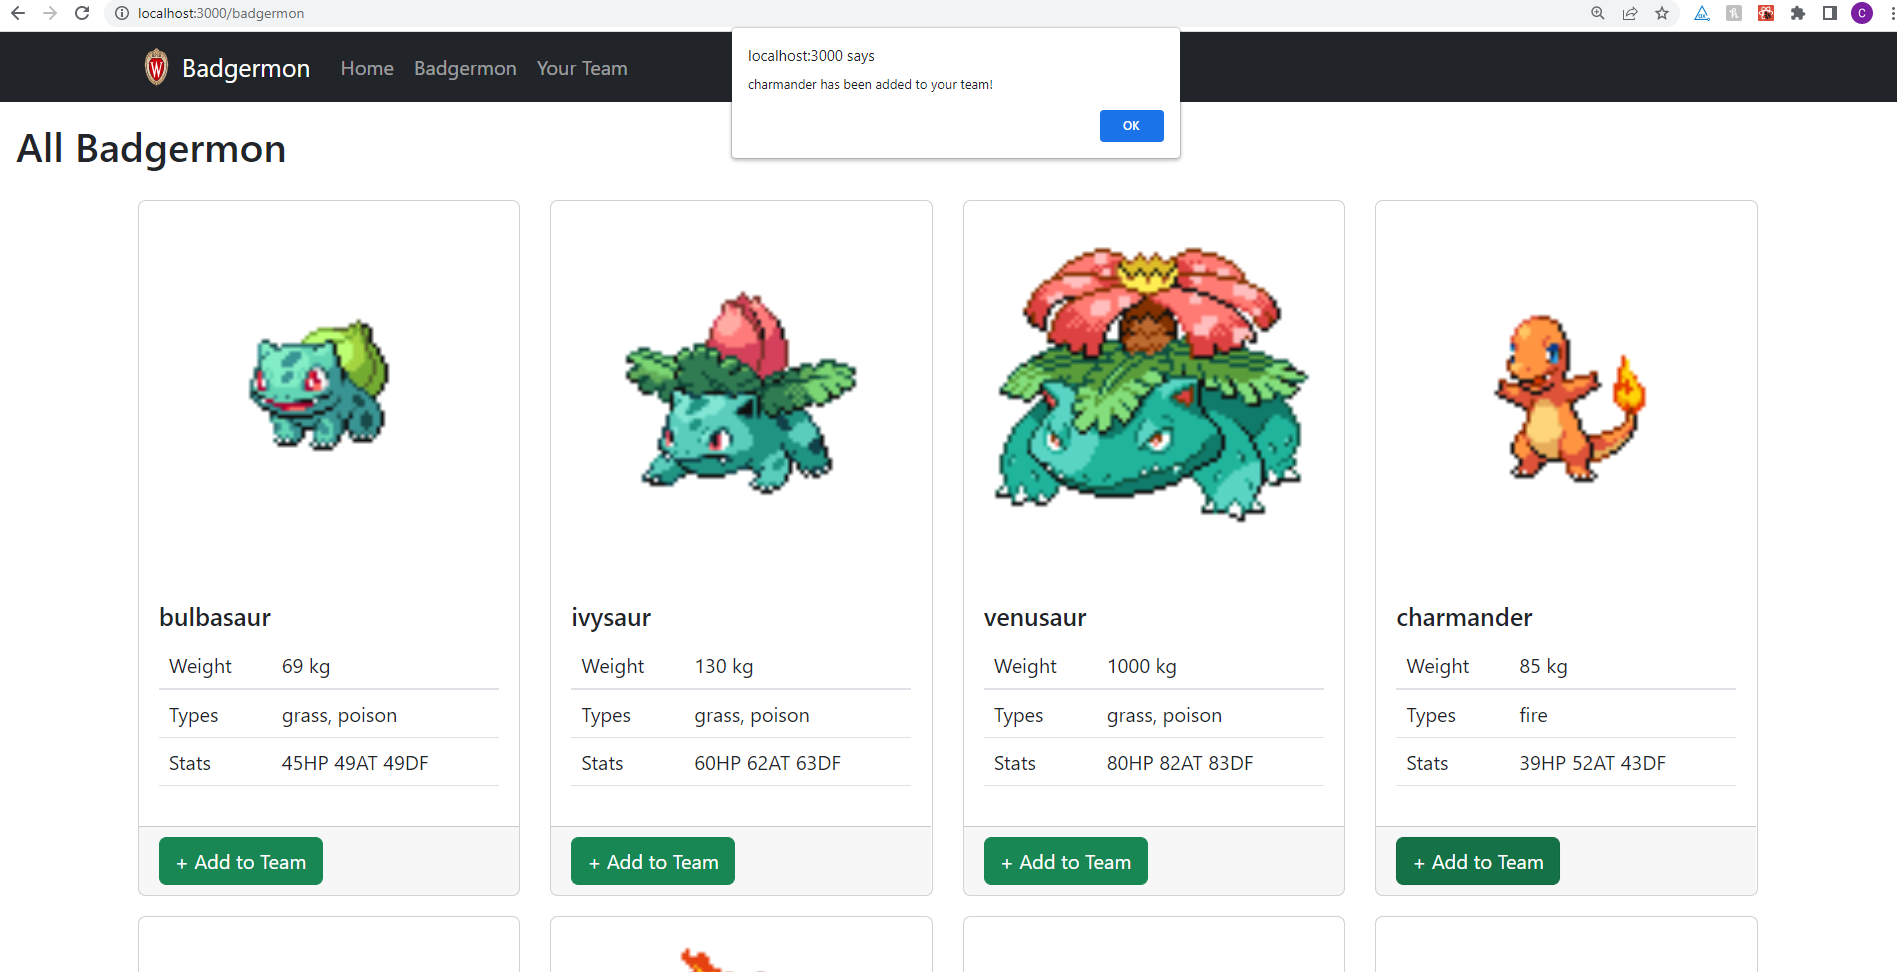 localhost:3000/badgermon
C
W
Badgermon
Home
Badgermon
Your Team
localhost:3000 says
charmander has been added to your team!
OK
All Badgermon
bulbasaur
Weight 69 kg
Types grass, poison
Stats 45HP 49AT 49DF
+ Add to Team
ivysaur
Weight 130 kg
Types grass, poison
Stats 60HP 62AT 63DF
+ Add to Team
venusaur
Weight 1000 kg
Types grass, poison
Stats 80HP 82AT 83DF
+ Add to Team
charmander
Weight 85 kg
Types fire
Stats 39HP 52AT 43DF
+ Add to Team